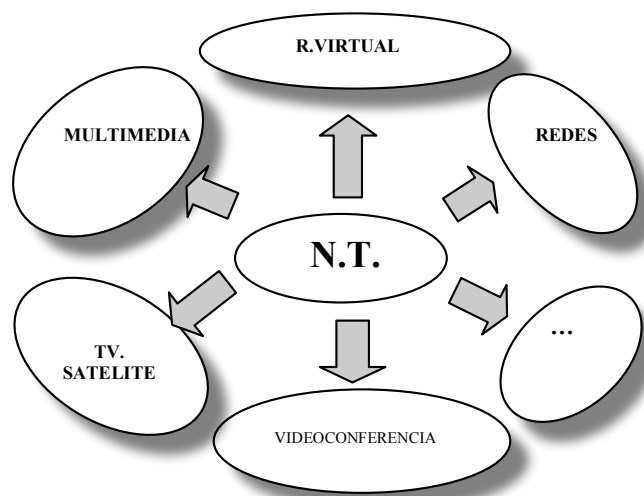 R.VIRTUAL
MULTIMEDIA
REDES
N.T.
TV.
SATELITE
...
VIDEOCONFERENCIA